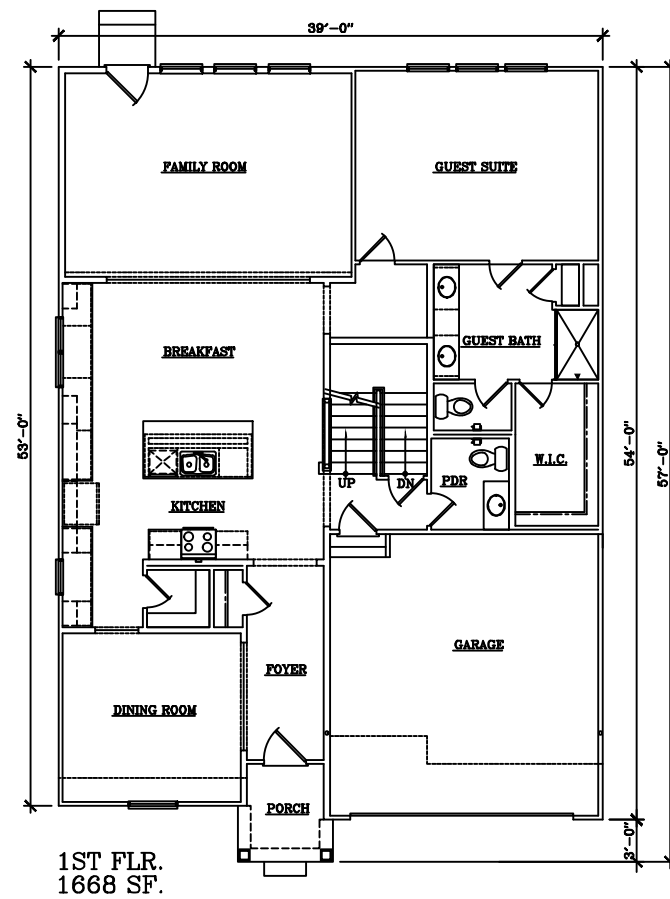 39'-0"
FAMILY ROOM
GUEST SUITE
BREAKFAST
GUEST BATH
53'-0"
54'-0"
57'-0"
W.I.C.
UP
DN
PDR
KITCHEN
GARAGE
FOYER
DINING ROOM
PORCH
3'-0"
1ST FLR.
1668 SF.